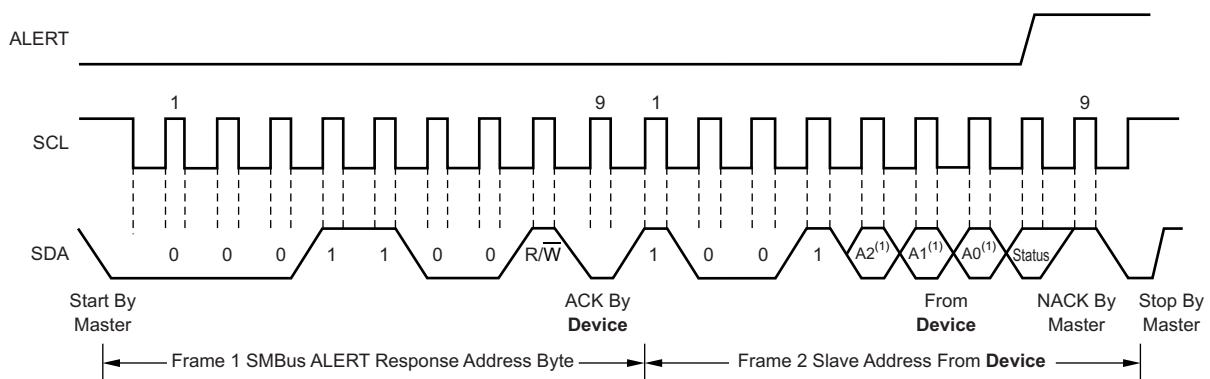 ALERT
1 9 1 9
SCL
SDA
0 0 0 1 1 0 0 R/W̅ 1 0 0 1 A2(1) A1(1) A0(1) Status
Start By
Master
ACK By
Device
From
Device
NACK By
Master
Stop By
Master
Frame 1 SMBus ALERT Response Address Byte
Frame 2 Slave Address From Device